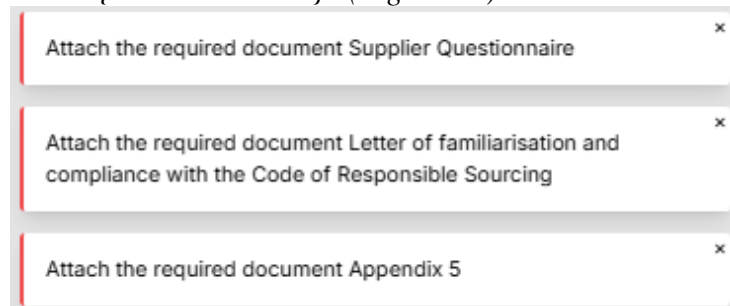 ×
Attach the required document Supplier Questionnaire
×
Attach the required document Letter of familiarisation and
compliance with the Code of Responsible Sourcing
×
Attach the required document Appendix 5